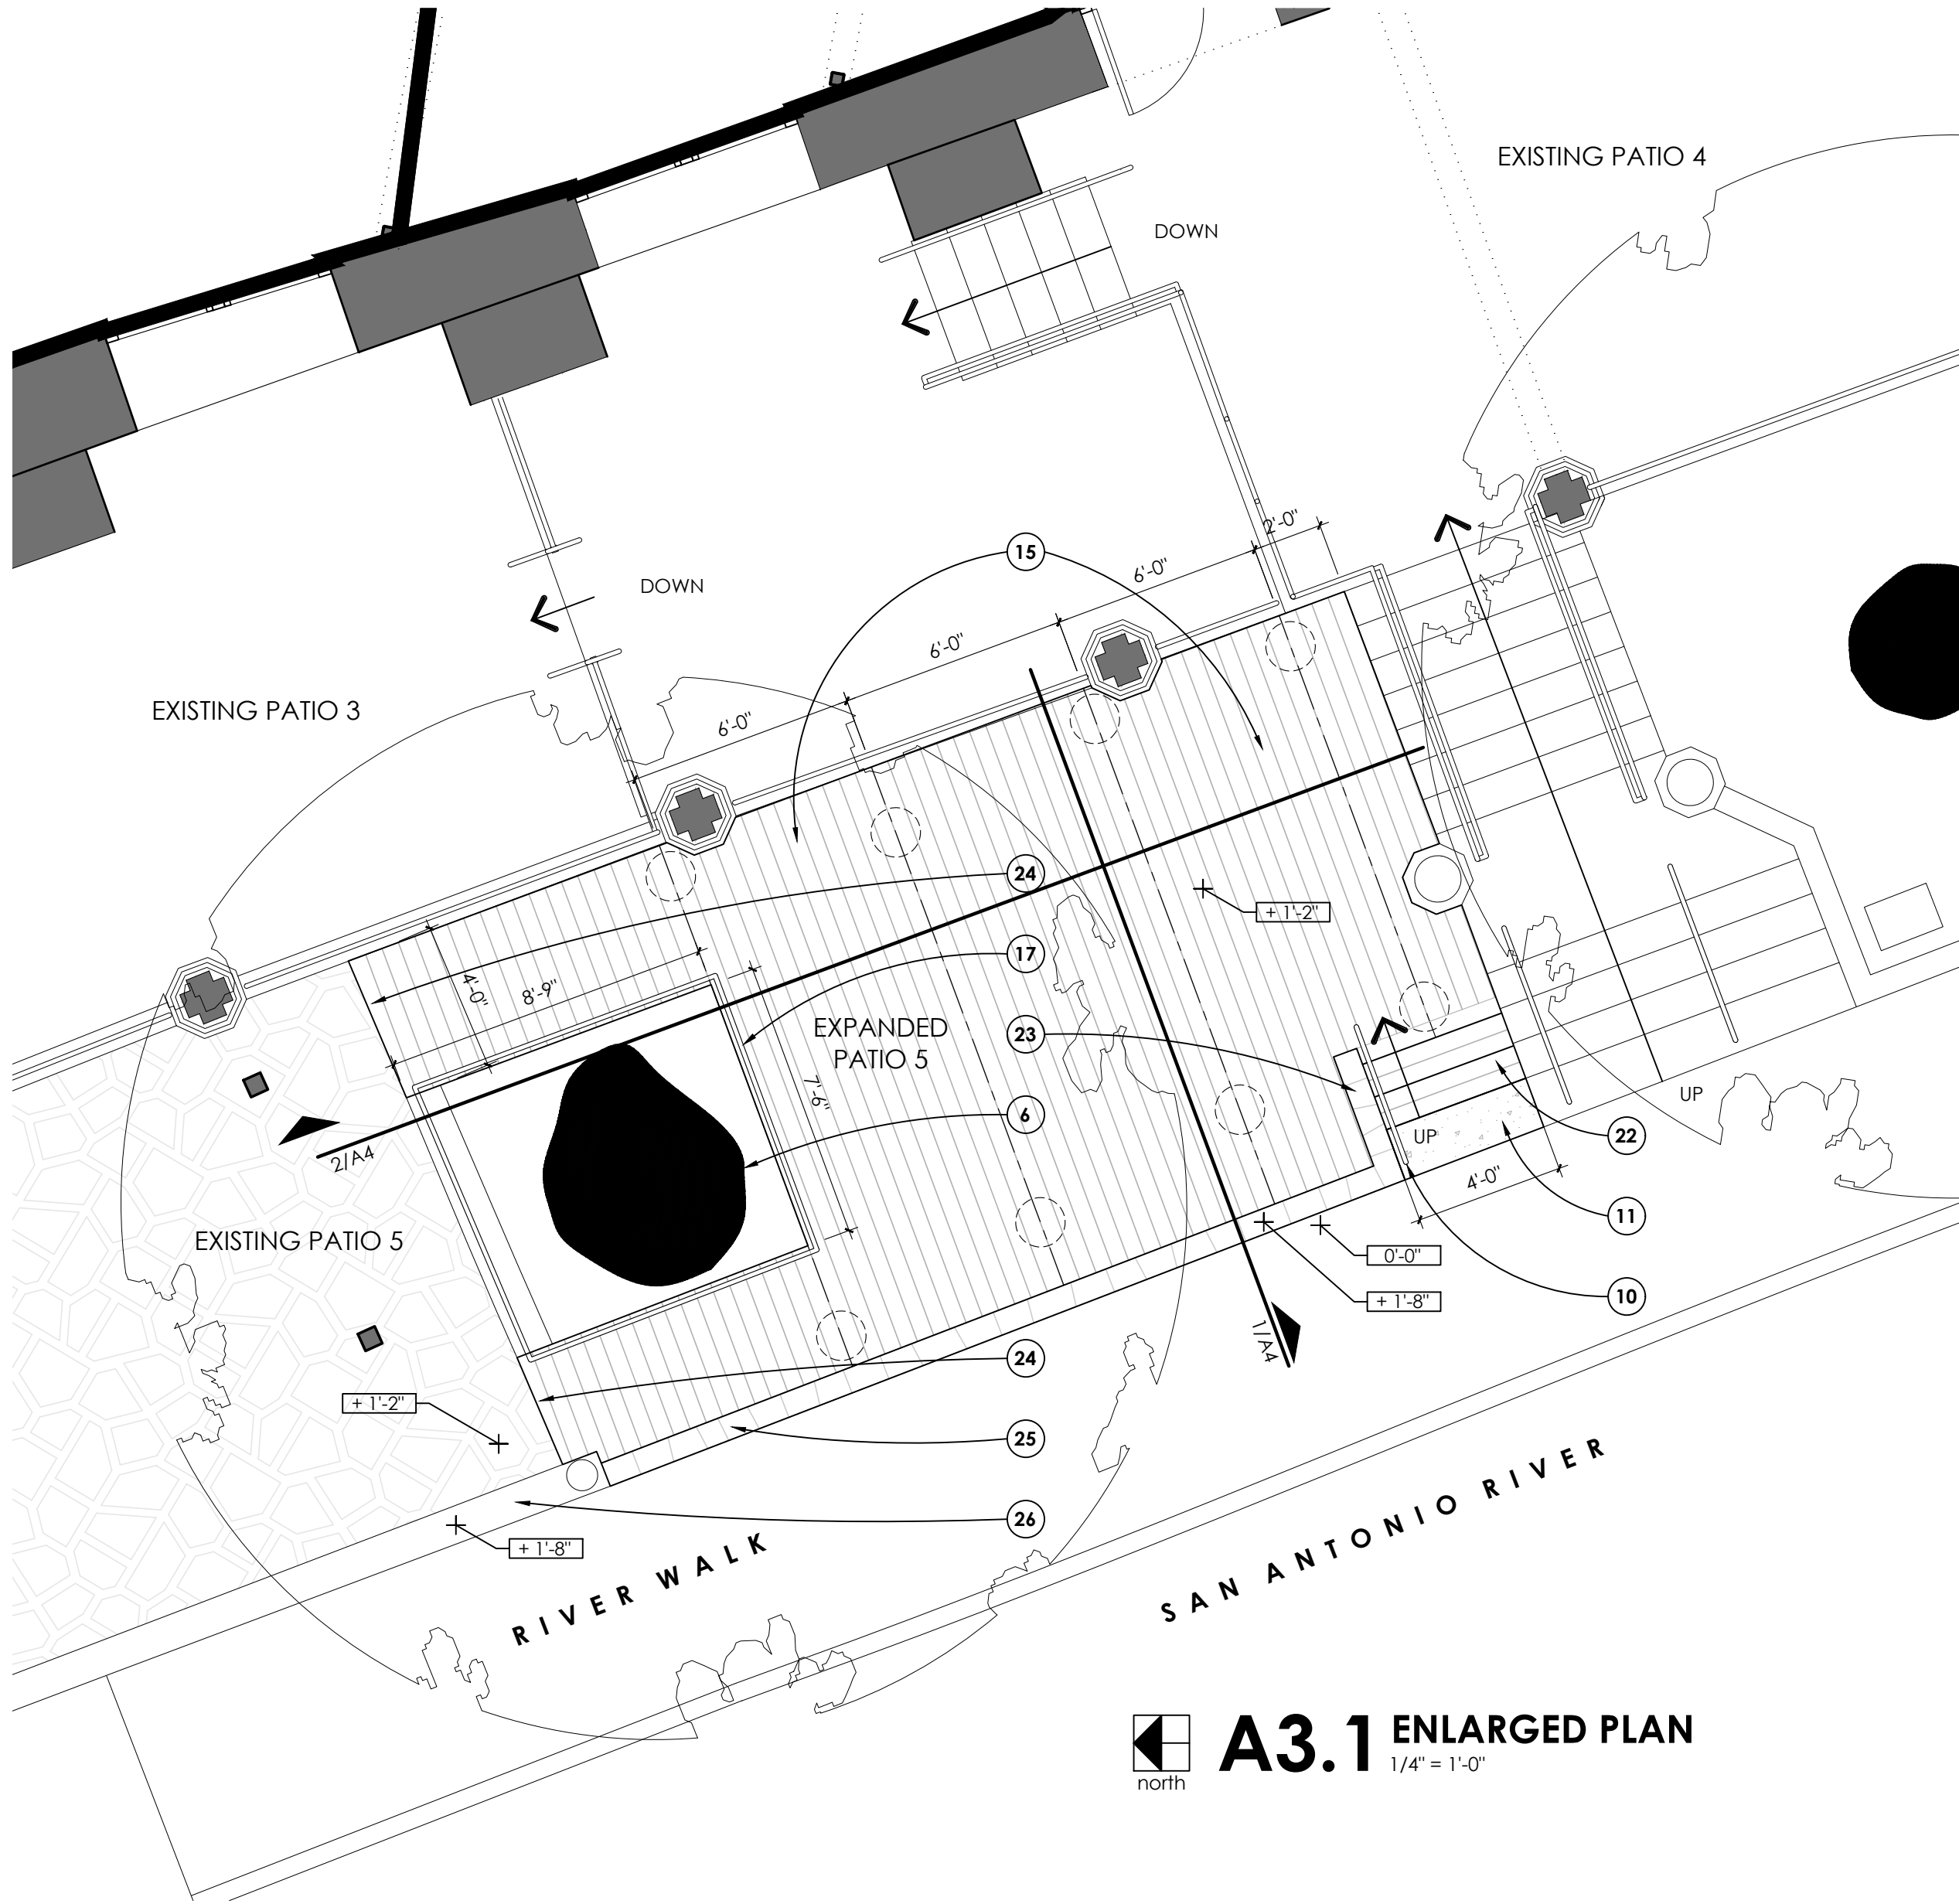 EXISTING PATIO 4
DOWN
2'-0"
15
6'-0"
DOWN
6'-0"
EXISTING PATIO 3
6'-0"
24
+ 1'-2"
17
4'-0"
8'-9"
EXPANDED
PATIO 5
23
7'-6"
UP
6
22
UP
2/A4
4'-0"
11
EXISTING PATIO 5
0'-0"
10
+ 1'-8"
1/A4
24
+ 1'-2"
25
26
+ 1'-8"
RIVER WALK
SAN ANTONIO RIVER
A3.1
ENLARGED PLAN
1/4" = 1'-0"
north